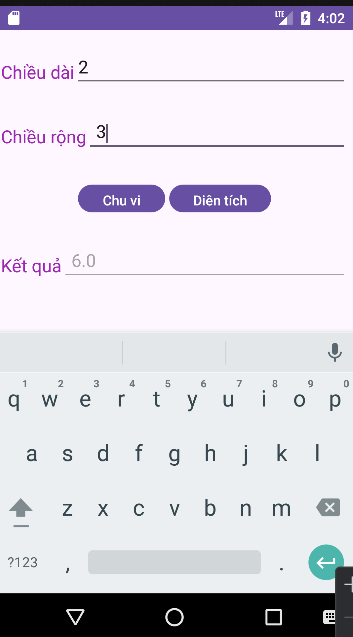 LTE 4:02
Chiều dài 2
Chiều rộng 3
Chu vi Diên tích
Kết quả 6.0
1 2 3 4 5 6 7 8 9 0
q w e r t y u i o p
a s d f g h j k l
z x c v b n m
?123 , .